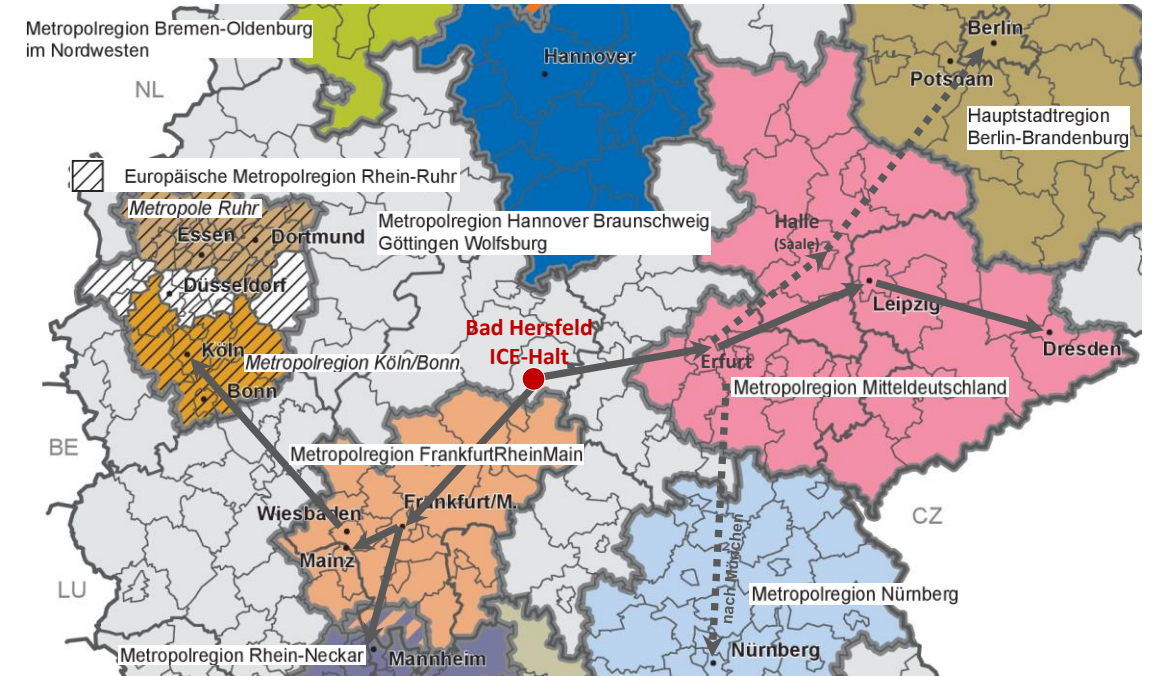 Metropolregion Bremen-Oldenburg
im Nordwesten
Berlin
Hannover
Potsdam
NL
Hauptstadtregion
Berlin-Brandenburg
Europäische Metropolregion Rhein-Ruhr
Metropole Ruhr
Essen
Dortmund
Metropolregion Hannover Braunschweig
Göttingen Wolfsburg
Halle
(Saale)
Düsseldorf
Leipzig
Bad Hersfeld
ICE-Halt
Köln
Metropolregion Köln/Bonn
Erfurt
Dresden
Bonn
Metropolregion Mitteldeutschland
BE
Metropolregion FrankfurtRheinMain
Frankfurt/M.
Wiesbaden
CZ
Mainz
nach München
LU
Metropolregion Nürnberg
Metropolregion Rhein-Neckar
Mannheim
Nürnberg